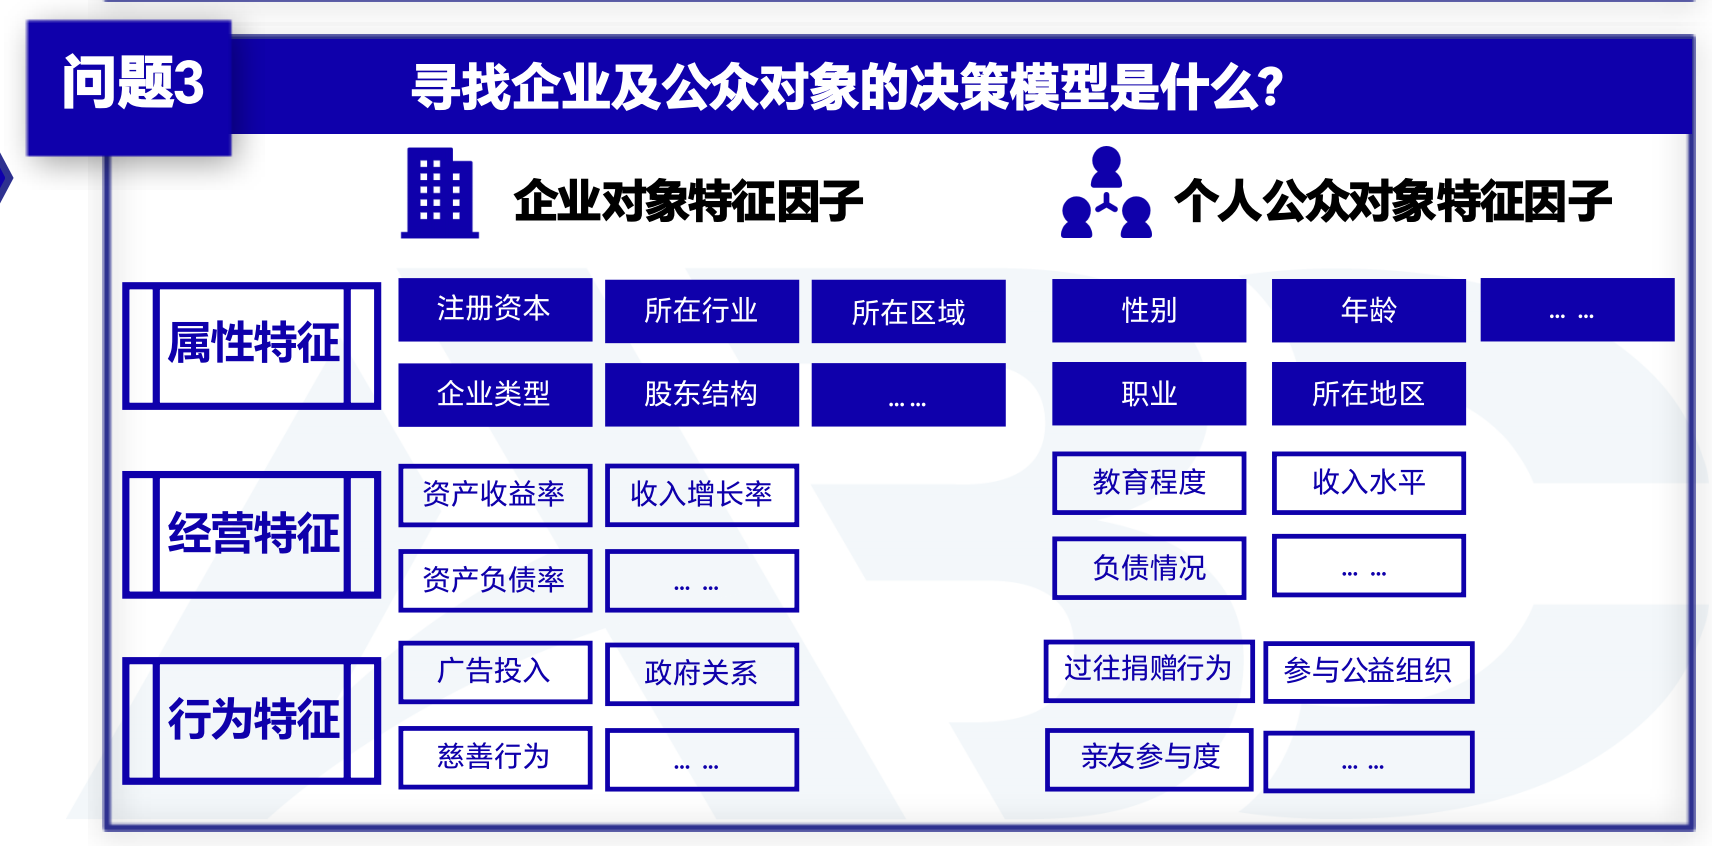 问题3
寻找企业及公众对象的决策模型是什么?
企业对象特征因子
个人公众对象特征因子
属性特征
注册资本
所在行业
所在区域
性别
年龄
... ...
企业类型
股东结构
... ...
职业
所在地区
经营特征
资产收益率
收入增长率
教育程度
收入水平
资产负债率
... ...
负债情况
... ...
行为特征
广告投入
政府关系
过往捐赠行为
参与公益组织
慈善行为
... ...
亲友参与度
... ...
ABC